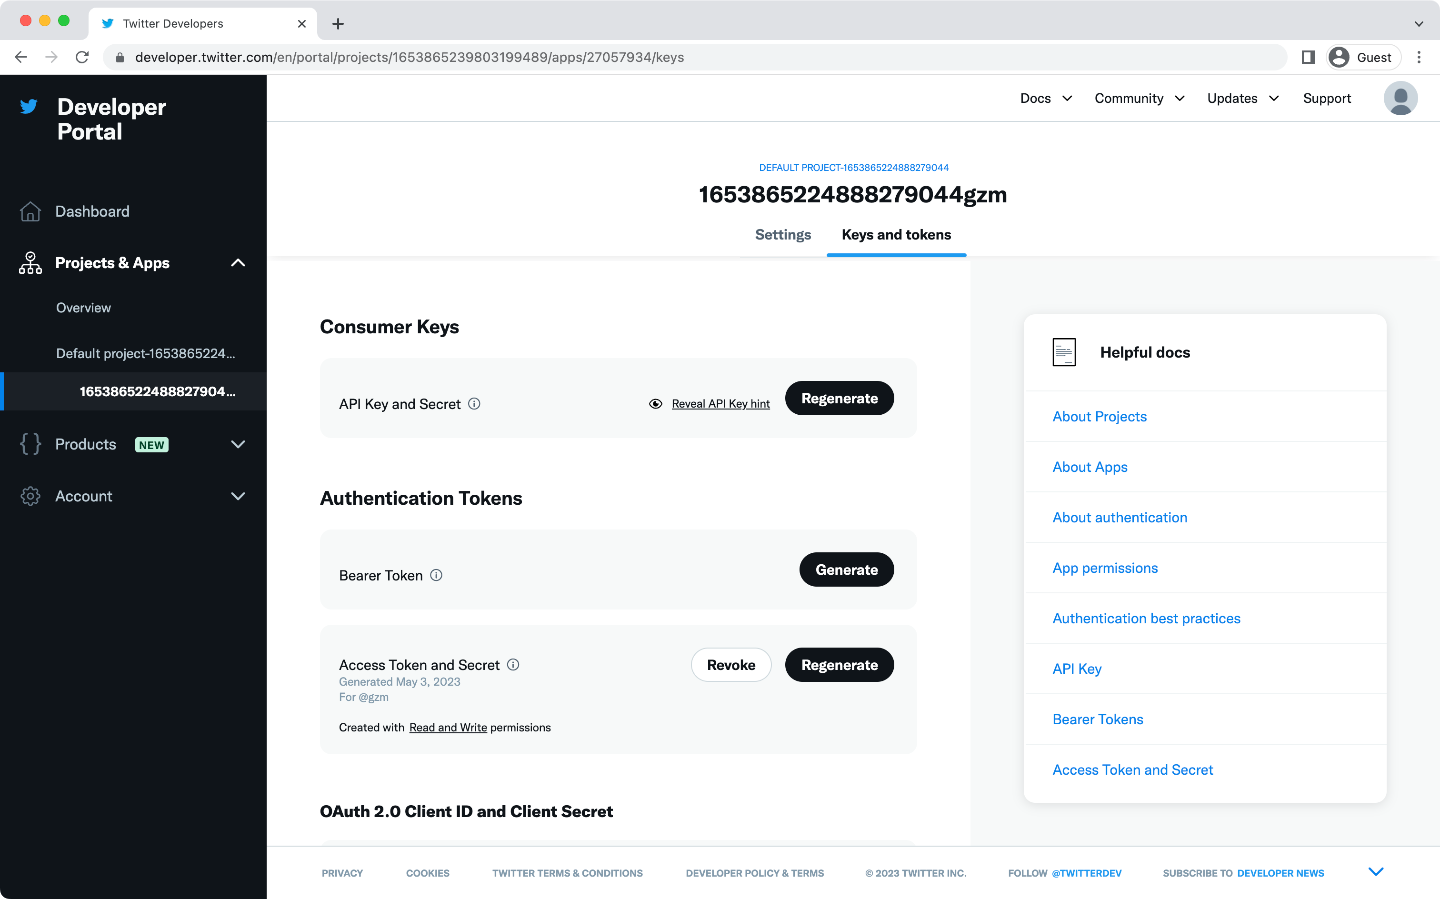 Twitter Developers
developer.twitter.com/en/portal/projects/1653865239803199489/apps/27057934/keys
Guest
Developer
Portal
Docs
Community
Updates
Support
Dashboard
Projects & Apps
Overview
Default project-1653865224...
165386522488827904...
Products NEW
Account
DEFAULT PROJECT-1653865224888279044
1653865224888279044gzm
Settings
Keys and tokens
Consumer Keys
API Key and Secret
Reveal API Key hint
Regenerate
Authentication Tokens
Bearer Token
Generate
Access Token and Secret
Generated May 3, 2023
For @gzm
Revoke
Regenerate
Created with Read and Write permissions
OAuth 2.0 Client ID and Client Secret
Helpful docs
About Projects
About Apps
About authentication
App permissions
Authentication best practices
API Key
Bearer Tokens
Access Token and Secret
PRIVACY
COOKIES
TWITTER TERMS & CONDITIONS
DEVELOPER POLICY & TERMS
© 2023 TWITTER INC.
FOLLOW @TWITTERDEV
SUBSCRIBE TO DEVELOPER NEWS